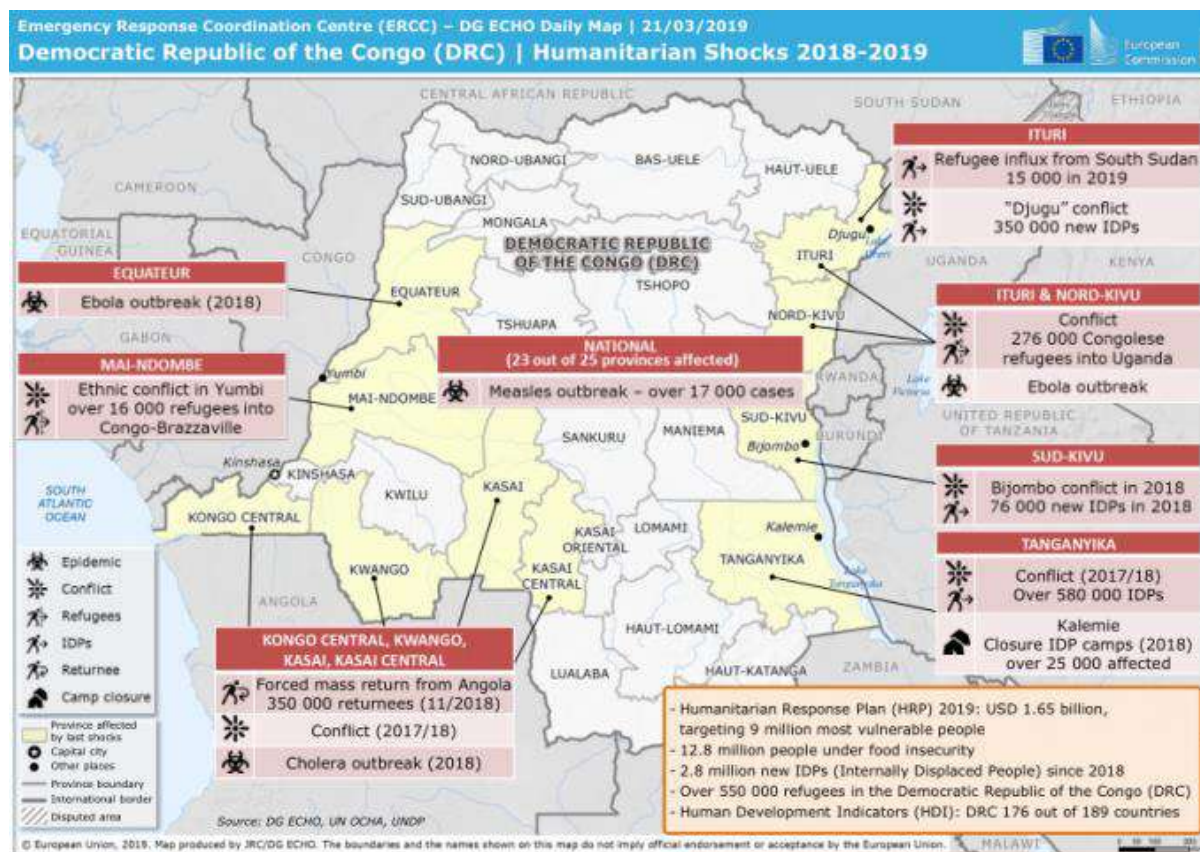 Emergency Response Coordination Centre (ERCC) – DG ECHO Daily Map | 21/03/2019
Democratic Republic of the Congo (DRC) | Humanitarian Shocks 2018-2019
European
Commission
CENTRAL AFRICAN REPUBLIC
SOUTH SUDAN
ETHIOPIA
CAMEROON
EQUATORIAL
GUINEA
CONGO
GABON
UGANDA
KENYA
RWANDA
BURUNDI
UNITED REPUBLIC
OF TANZANIA
ANGOLA
ZAMBIA
MALAWI
SOUTH
ATLANTIC
OCEAN
NORD-UBANGI
BAS-UELE
HAUT-UELE
SUD-UBANGI
MONGALA
DEMOCRATIC REPUBLIC
OF THE CONGO (DRC)
Djugu
ITURI
EQUATEUR
TSHOPO
TSHUAPA
NORD-KIVU
Yumbi
MAI-NDOMBE
SANKURU
MANIEMA
SUD-KIVU
Bijombo
Kinshasa
KINSHASA
KWILU
KASAI
KONGO CENTRAL
KWANGO
KASAI
ORIENTAL
KASAI
CENTRAL
LOMAMI
Kalemie
TANGANYIKA
Lake
Tanganyika
HAUT-LOMAMI
LUALABA
HAUT-KATANGA
ITURI
Refugee influx from South Sudan
15 000 in 2019
"Djugu" conflict
350 000 new IDPs
EQUATEUR
Ebola outbreak (2018)
ITURI & NORD-KIVU
Conflict
276 000 Congolese
refugees into Uganda
Ebola outbreak
MAI-NDOMBE
Ethnic conflict in Yumbi
over 16 000 refugees into
Congo-Brazzaville
NATIONAL
(23 out of 25 provinces affected)
Measles outbreak – over 17 000 cases
SUD-KIVU
Bijombo conflict in 2018
76 000 new IDPs in 2018
TANGANYIKA
Conflict (2017/18)
Over 580 000 IDPs
Kalemie
Closure IDP camps (2018)
over 25 000 affected
KONGO CENTRAL, KWANGO,
KASAI, KASAI CENTRAL
Forced mass return from Angola
350 000 returnees (11/2018)
Conflict (2017/18)
Cholera outbreak (2018)
Epidemic
Conflict
Refugees
IDPs
Returnee
Camp closure
Province affected
by last shocks
Capital city
Other places
Province boundary
International border
Disputed area
- Humanitarian Response Plan (HRP) 2019: USD 1.65 billion,
targeting 9 million most vulnerable people
- 12.8 million people under food insecurity
- 2.8 million new IDPs (Internally Displaced People) since 2018
- Over 550 000 refugees in the Democratic Republic of the Congo (DRC)
- Human Development Indicators (HDI): DRC 176 out of 189 countries
Source: DG ECHO, UN OCHA, UNDP
© European Union, 2019. Map produced by JRC/DG ECHO. The boundaries and the names shown on this map do not imply official endorsement or acceptance by the European Union.